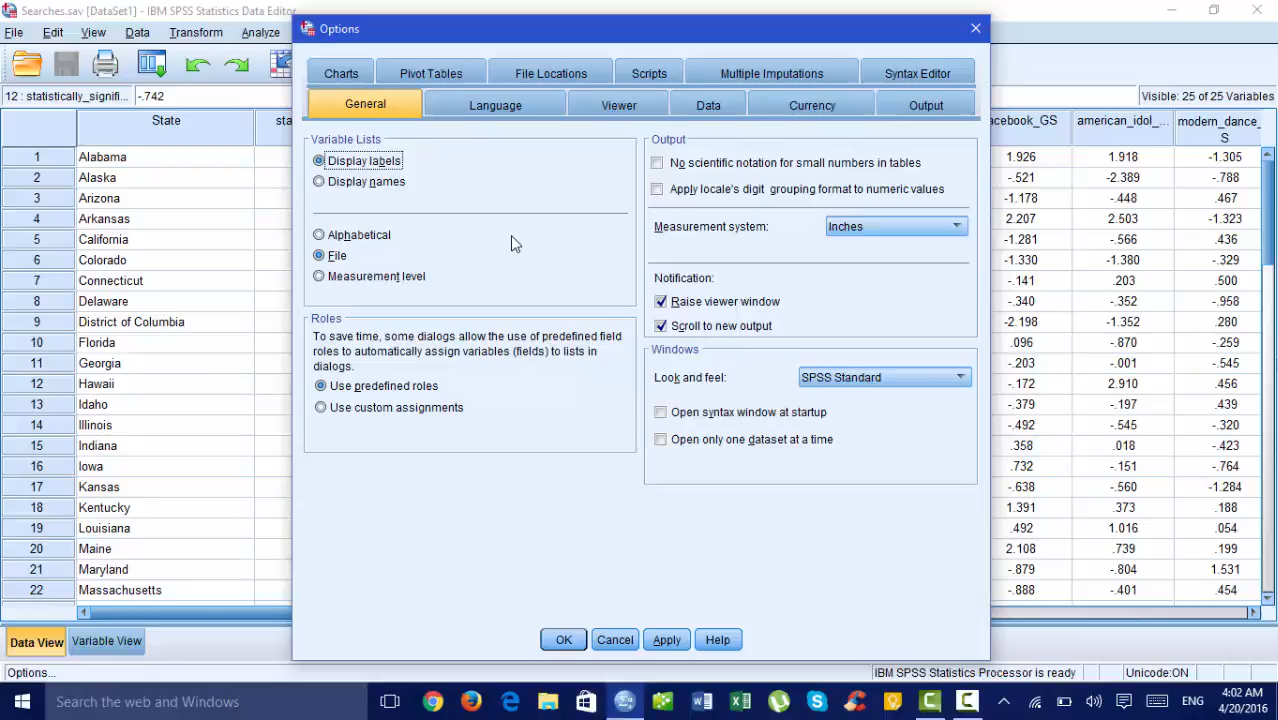 Searches.sav [DataSet1] - IBM SPSS Statistics Data Editor
File Edit View Data Transform Analyze
12 : statistically_signifi... -.742
Visible: 25 of 25 Variables
State
1 Alabama
2 Alaska
3 Arizona
4 Arkansas
5 California
6 Colorado
7 Connecticut
8 Delaware
9 District of Columbia
10 Florida
11 Georgia
12 Hawaii
13 Idaho
14 Illinois
15 Indiana
16 Iowa
17 Kansas
18 Kentucky
19 Louisiana
20 Maine
21 Maryland
22 Massachusetts
Options
Charts Pivot Tables File Locations Scripts Multiple Imputations Syntax Editor
General Language Viewer Data Currency Output
Variable Lists
Display labels
Display names
Alphabetical
File
Measurement level
Roles
To save time, some dialogs allow the use of predefined field
roles to automatically assign variables (fields) to lists in
dialogs.
Use predefined roles
Use custom assignments
Output
No scientific notation for small numbers in tables
Apply locale's digit grouping format to numeric values
Measurement system: Inches
Notification:
Raise viewer window
Scroll to new output
Windows
Look and feel: SPSS Standard
Open syntax window at startup
Open only one dataset at a time
OK Cancel Apply Help
acebook_GS american_idol_... modern_dance_
S
1.926 1.918 -1.305
-.521 -2.389 -.788
-1.178 -.448 .467
2.207 2.503 -1.323
-1.281 -.566 .436
-1.330 -1.380 -.329
-.141 .203 .500
-.340 -.352 -.958
-2.198 -1.352 .280
.096 -.870 -.259
-.203 -.001 -.545
-.172 2.910 .456
-.379 -.197 .439
-.492 -.545 -.320
.358 .018 -.423
.732 -.151 -.764
-.638 -.560 -1.284
1.391 .373 .188
.492 1.016 .054
2.108 .739 .199
-.879 -.804 1.531
-.888 -.401 .454
Data View Variable View
Options... IBM SPSS Statistics Processor is ready Unicode:ON
Search the web and Windows
ENG
4:02 AM
4/20/2016